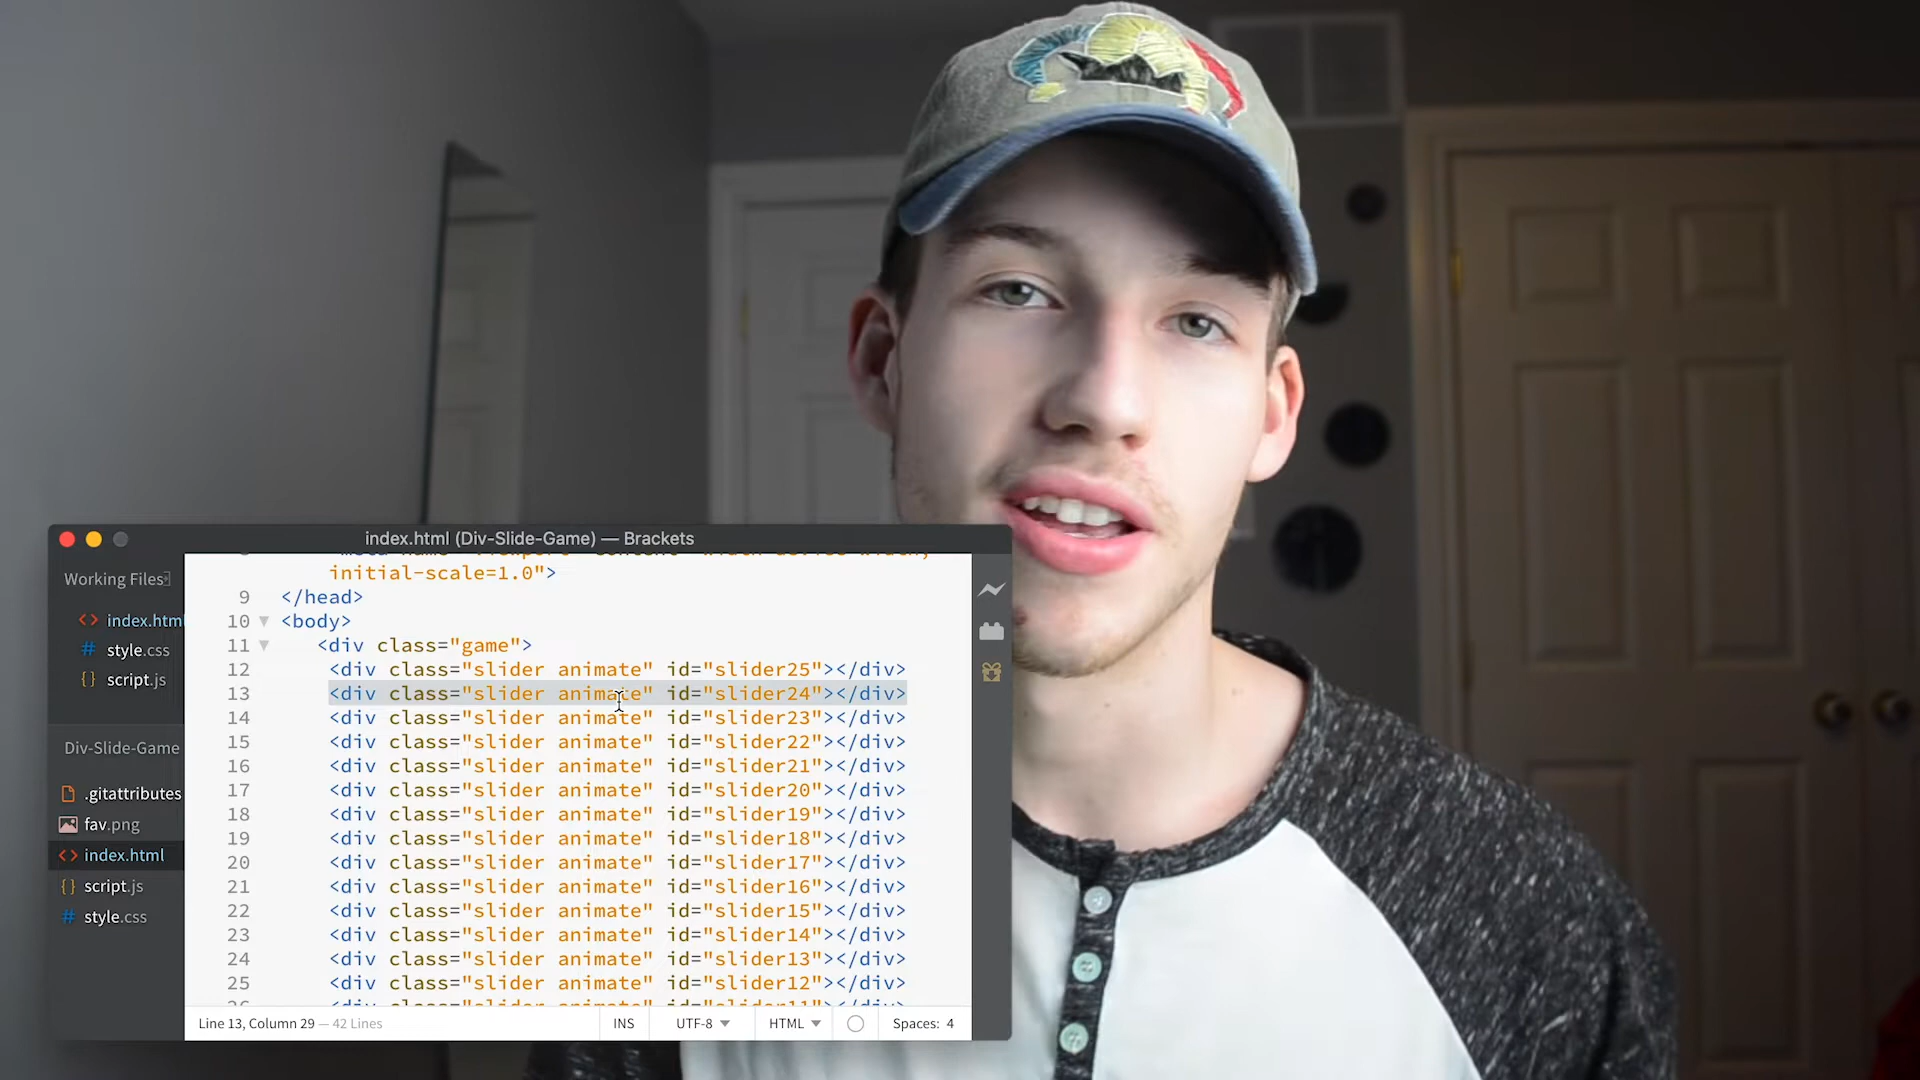 index.html (Div-Slide-Game) — Brackets
Working Files
index.html
style.css
script.js
Div-Slide-Game
.gitattributes
fav.png
index.html
script.js
style.css
initial-scale=1.0">
9 </head>
10 <body>
11 <div class="game">
12 <div class="slider animate" id="slider25"></div>
13 <div class="slider animate" id="slider24"></div>
14 <div class="slider animate" id="slider23"></div>
15 <div class="slider animate" id="slider22"></div>
16 <div class="slider animate" id="slider21"></div>
17 <div class="slider animate" id="slider20"></div>
18 <div class="slider animate" id="slider19"></div>
19 <div class="slider animate" id="slider18"></div>
20 <div class="slider animate" id="slider17"></div>
21 <div class="slider animate" id="slider16"></div>
22 <div class="slider animate" id="slider15"></div>
23 <div class="slider animate" id="slider14"></div>
24 <div class="slider animate" id="slider13"></div>
25 <div class="slider animate" id="slider12"></div>
Line 13, Column 29 — 42 Lines
INS UTF-8 HTML Spaces: 4